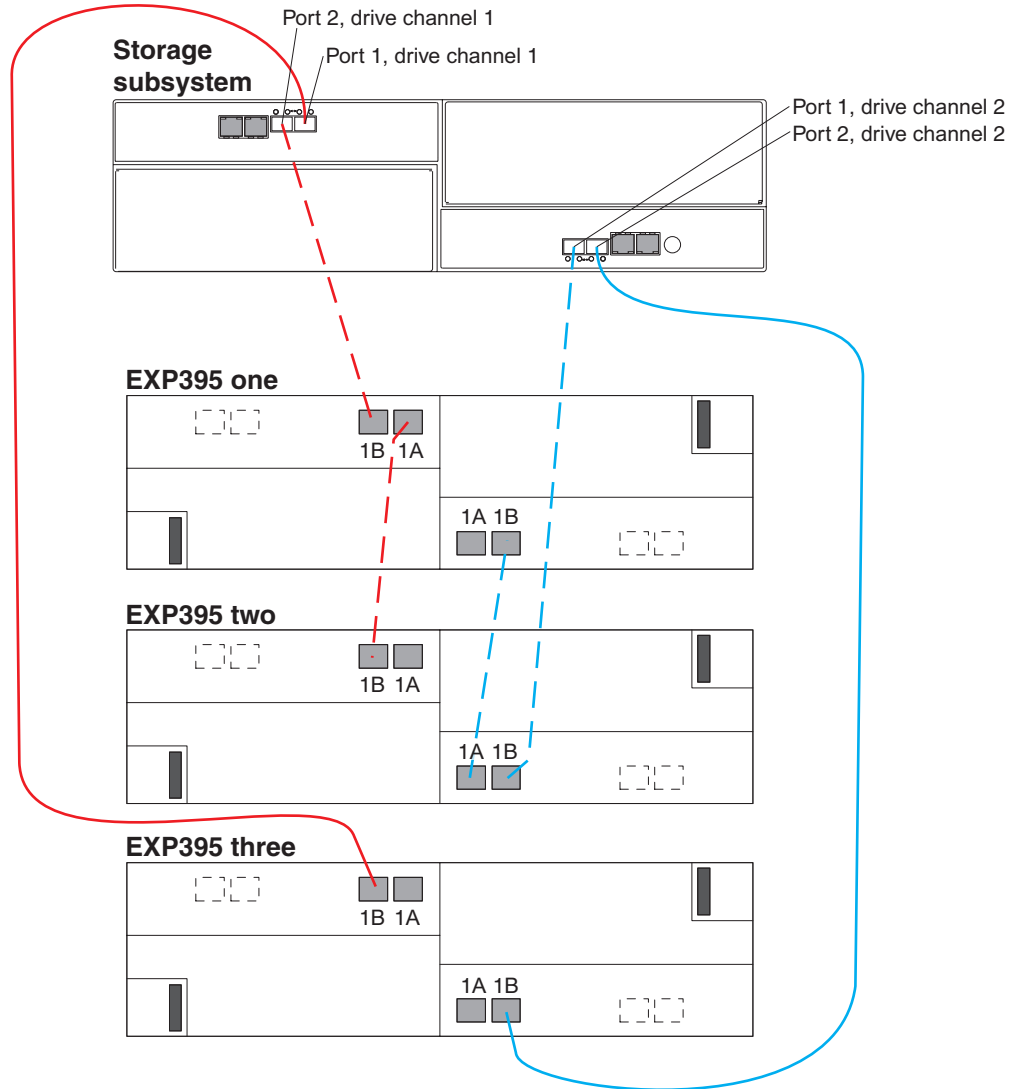 Port 2, drive channel 1
Storage
subsystem
Port 1, drive channel 1
Port 1, drive channel 2
Port 2, drive channel 2
EXP395 one
1B 1A
1A 1B
EXP395 two
1B 1A
1A 1B
EXP395 three
1B 1A
1A 1B